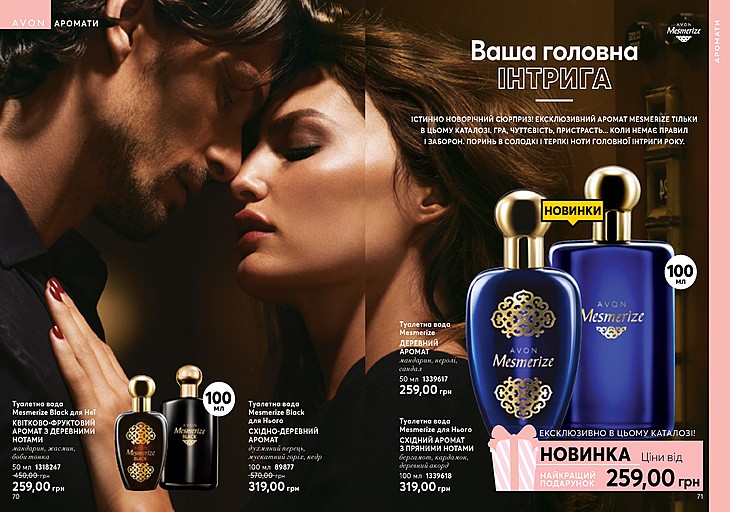 AVON АРОМАТИ
AVON
Mesmerize
АРОМАТИ
Ваша головна
ІНТРИГА
ІСТИННО НОВОРІЧНИЙ СЮРПРИЗ! ЕКСКЛЮЗИВНИЙ АРОМАТ MESMERIZE ТІЛЬКИ
В ЦЬОМУ КАТАЛОЗІ. ГРА, ЧУТТЄВІСТЬ, ПРИСТРАСТЬ... КОЛИ НЕМАЄ ПРАВИЛ
І ЗАБОРОН. ПОРИНЬ В СОЛОДКІ І ТЕРПКІ НОТИ ГОЛОВНОЇ ІНТРИГИ РОКУ.
НОВИНКИ
100
МЛ
AVON
Mesmerize
AVON
Mesmerize
Туалетна вода
Mesmerize
ДЕРЕВНИЙ
АРОМАТ
мандарин, неролі,
сандал
50 мл 1339617
259,00 грн
Туалетна вода
Mesmerize для Нього
СХІДНИЙ АРОМАТ
З ПРЯНИМИ НОТАМИ
бергамот, кардамон,
деревний акорд
100 мл 1339618
319,00 грн
Туалетна вода
Mesmerize Black для Неї
КВІТКОВО-ФРУКТОВИЙ
АРОМАТ З ДЕРЕВНИМИ
НОТАМИ
мандарин, жасмин,
боби тонка
50 мл 1318247
450,00 грн
259,00 грн
70
Mesmerize
BLACK
Mesmerize
BLACK
100
МЛ
Туалетна вода
Mesmerize Black
для Нього
СХІДНО-ДЕРЕВНИЙ
АРОМАТ
духмяний перець,
мускатний горіх, кедр
100 мл 89877
570,00 грн
319,00 грн
ЕКСКЛЮЗИВНО В ЦЬОМУ КАТАЛОЗІ!
НОВИНКА Ціни від
НАЙКРАЩИЙ
ПОДАРУНОК
259,00 грн
71